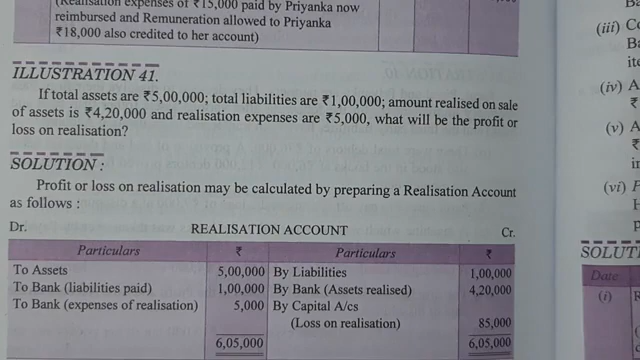 (Realisation expenses of ₹15,000 paid by Priyanka now
reimbursed and Remuneration allowed to Priyanka
₹18,000 also credited to her account)
ILLUSTRATION 41.
If total assets are ₹5,00,000; total liabilities are ₹1,00,000; amount realised on sale
of assets is ₹4,20,000 and realisation expenses are ₹5,000, what will be the profit or
loss on realisation?
SOLUTION :
Profit or loss on realisation may be calculated by preparing a Realisation Account
as follows :
Dr. REALISATION ACCOUNT Cr.
Particulars ₹ Particulars ₹
To Assets 5,00,000 By Liabilities 1,00,000
To Bank (liabilities paid) 1,00,000 By Bank (Assets realised) 4,20,000
To Bank (expenses of realisation) 5,000 By Capital A/cs
(Loss on realisation) 85,000
6,05,000 6,05,000
(iii)
(iv) A
₹
(v) A
₹
(vi)
SOLUTI
Date
(i)